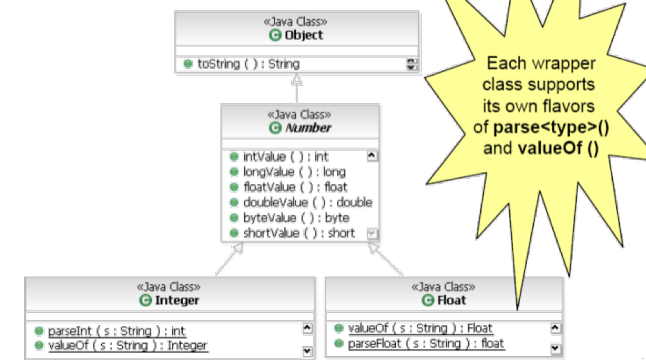 «Java Class»
Object
toString ( ) : String
«Java Class»
Number
intValue ( ) : int
longValue ( ) : long
floatValue ( ) : float
doubleValue ( ) : double
byteValue ( ) : byte
shortValue ( ) : short
Each wrapper
class supports
its own flavors
of parse<type>()
and valueOf ()
«Java Class»
Integer
parseInt ( s : String ) : int
valueOf ( s : String ) : Integer
«Java Class»
Float
valueOf ( s : String ) : Float
parseFloat ( s : String ) : float